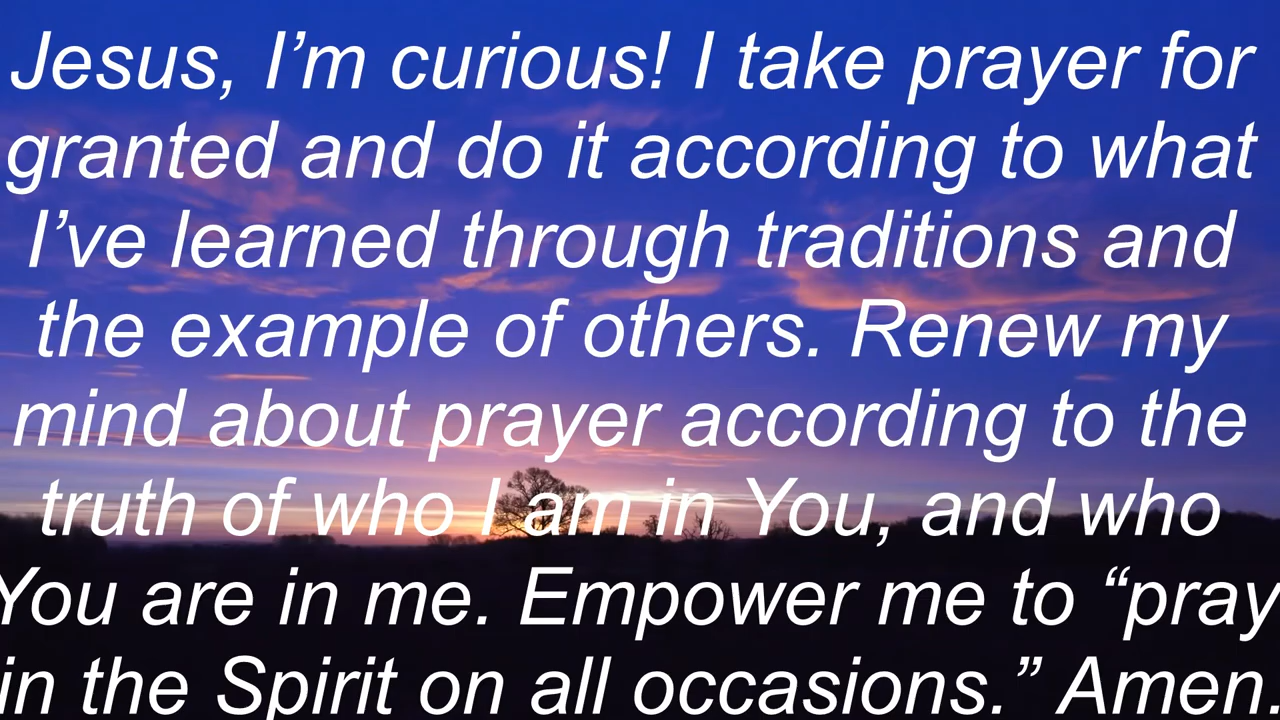 Jesus, I’m curious! I take prayer for
granted and do it according to what
I’ve learned through traditions and
the example of others. Renew my
mind about prayer according to the
truth of who I am in You, and who
You are in me. Empower me to “pray
in the Spirit on all occasions.” Amen.